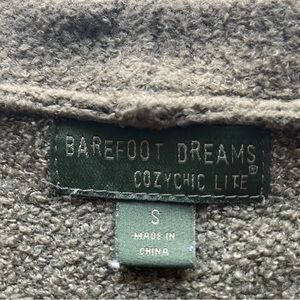 BAREFOOT DREAMS®
COZYCHIC LITE
S
MADE IN
CHINA